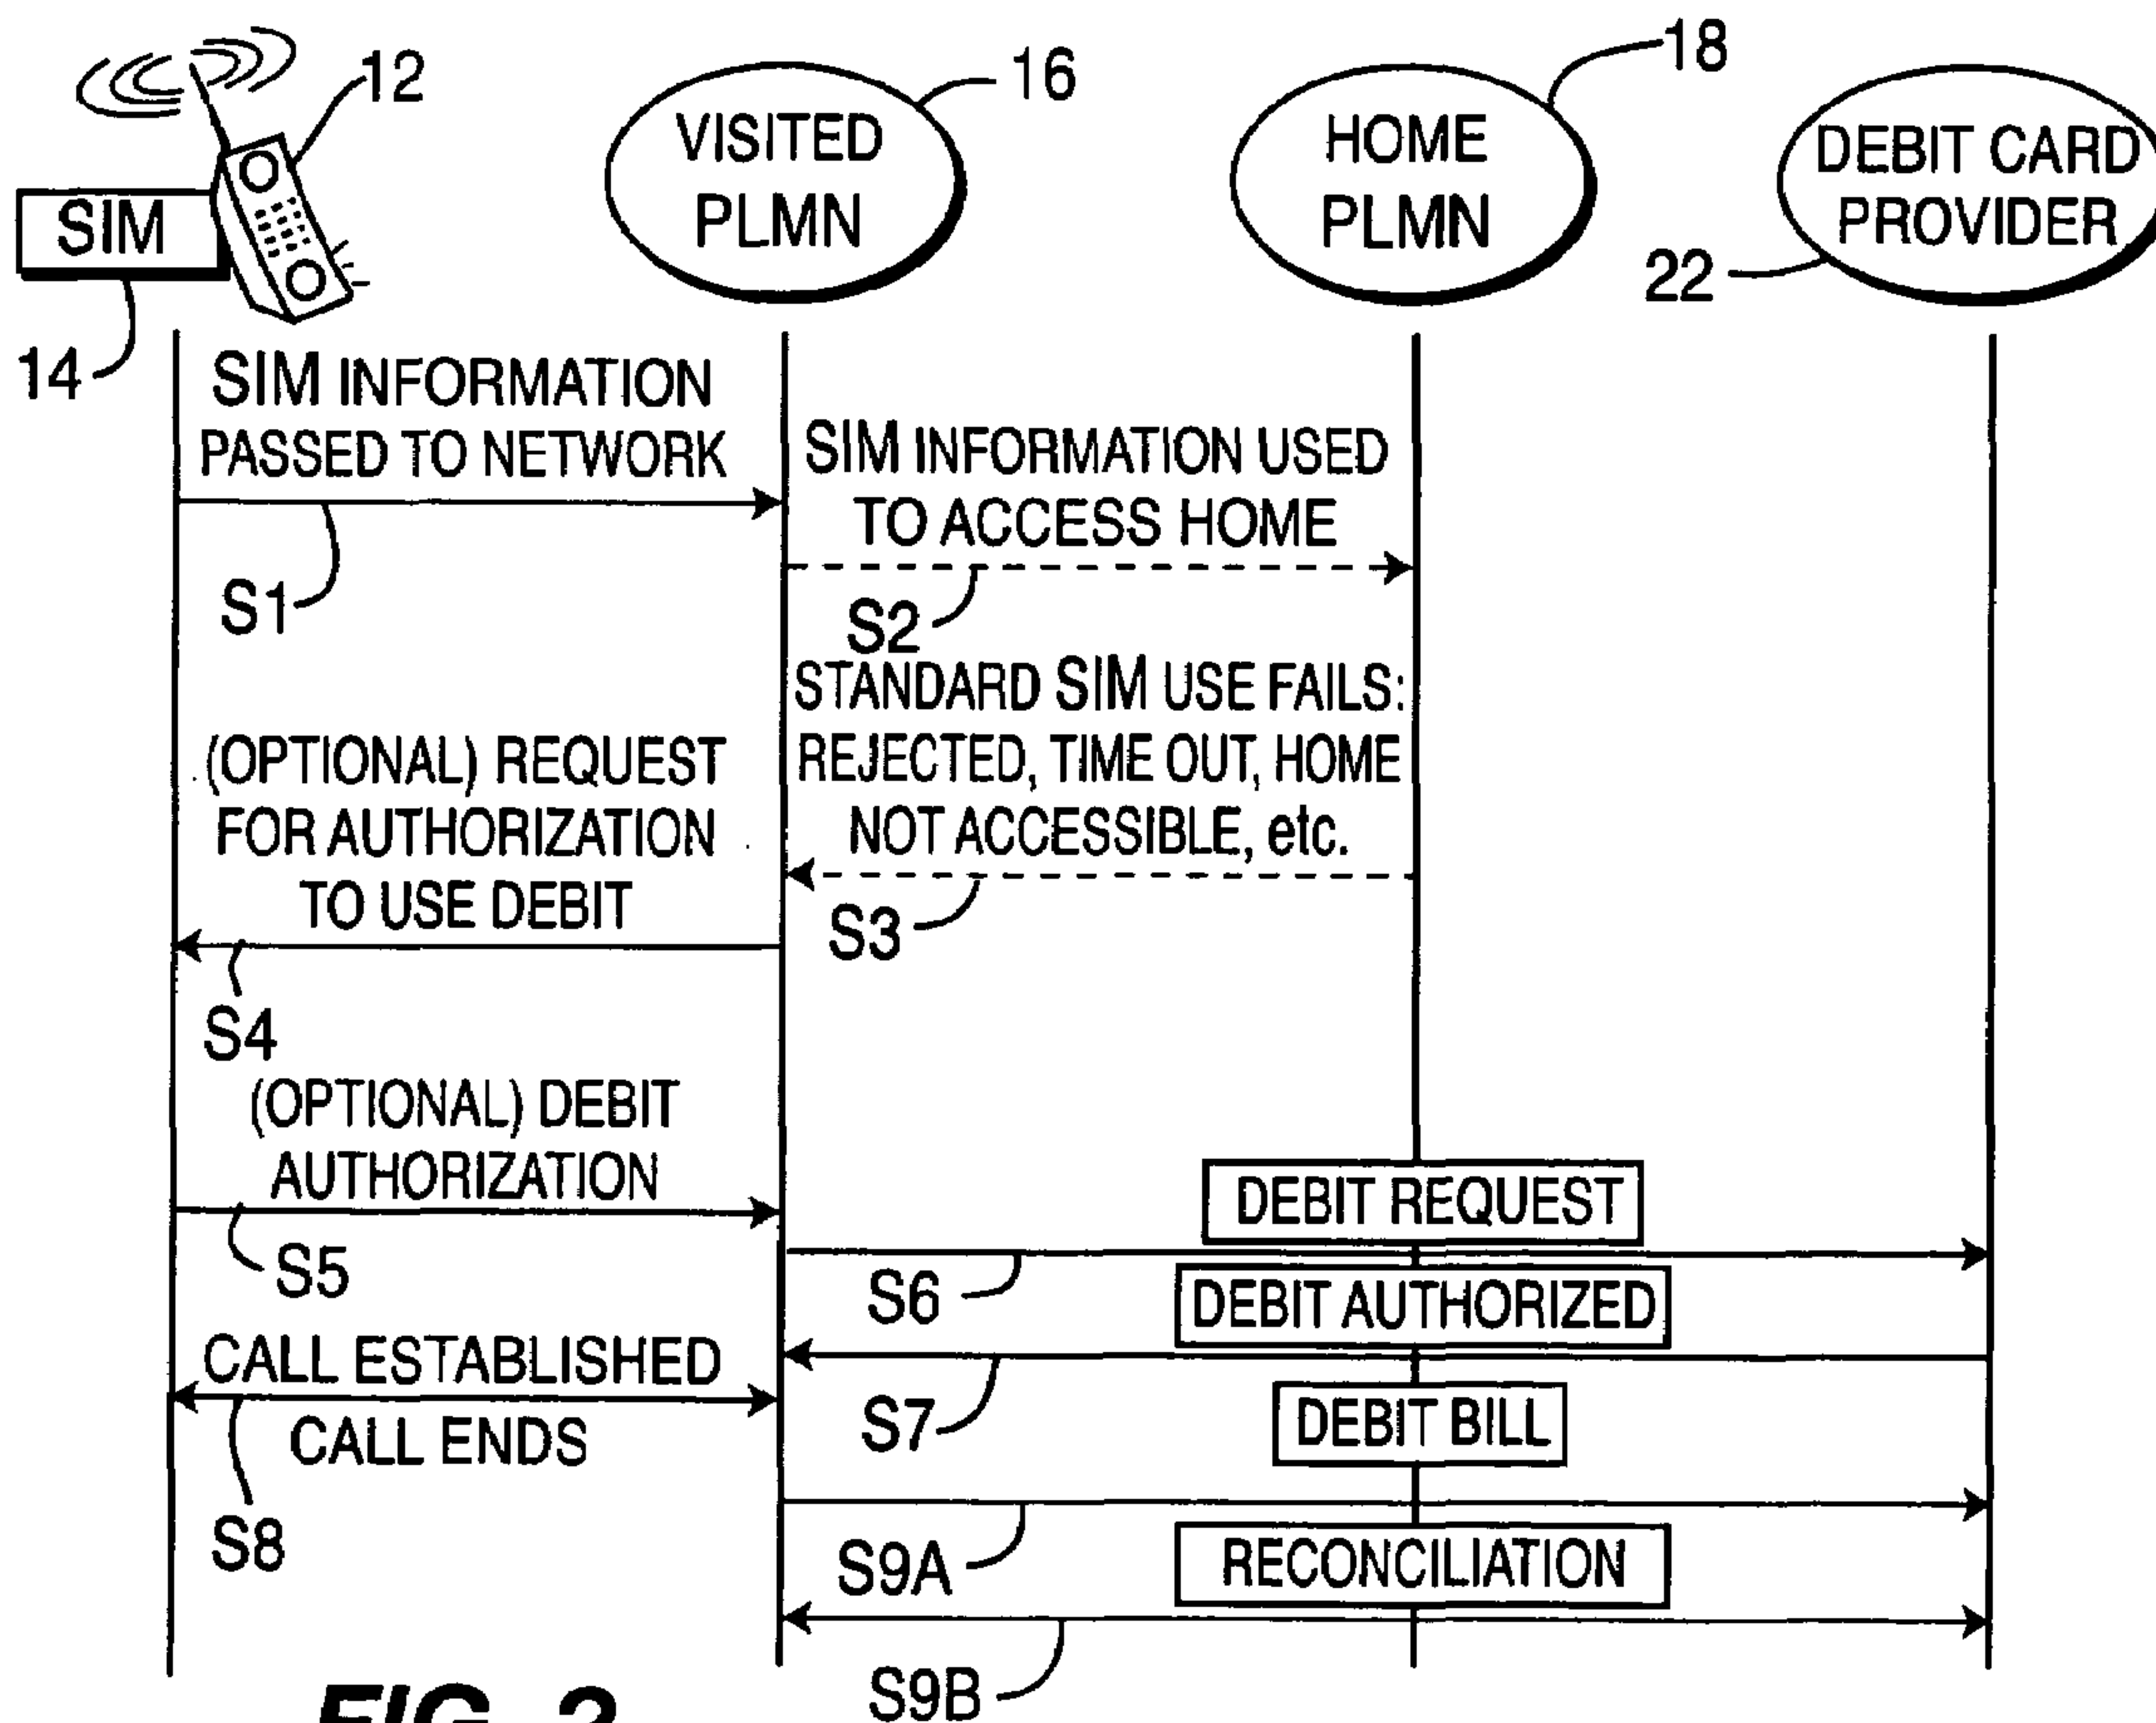 12
16
18
VISITED
PLMN
HOME
PLMN
DEBIT CARD
PROVIDER
SIM
22
14
SIM INFORMATION
PASSED TO NETWORK
S1
SIM INFORMATION USED
TO ACCESS HOME
S2
STANDARD SIM USE FAILS:
REJECTED, TIME OUT, HOME
NOT ACCESSIBLE, etc.
S3
(OPTIONAL) REQUEST
FOR AUTHORIZATION
TO USE DEBIT
S4
(OPTIONAL) DEBIT
AUTHORIZATION
S5
DEBIT REQUEST
S6
DEBIT AUTHORIZED
S7
CALL ESTABLISHED
CALL ENDS
S8
DEBIT BILL
S9A
RECONCILIATION
S9B